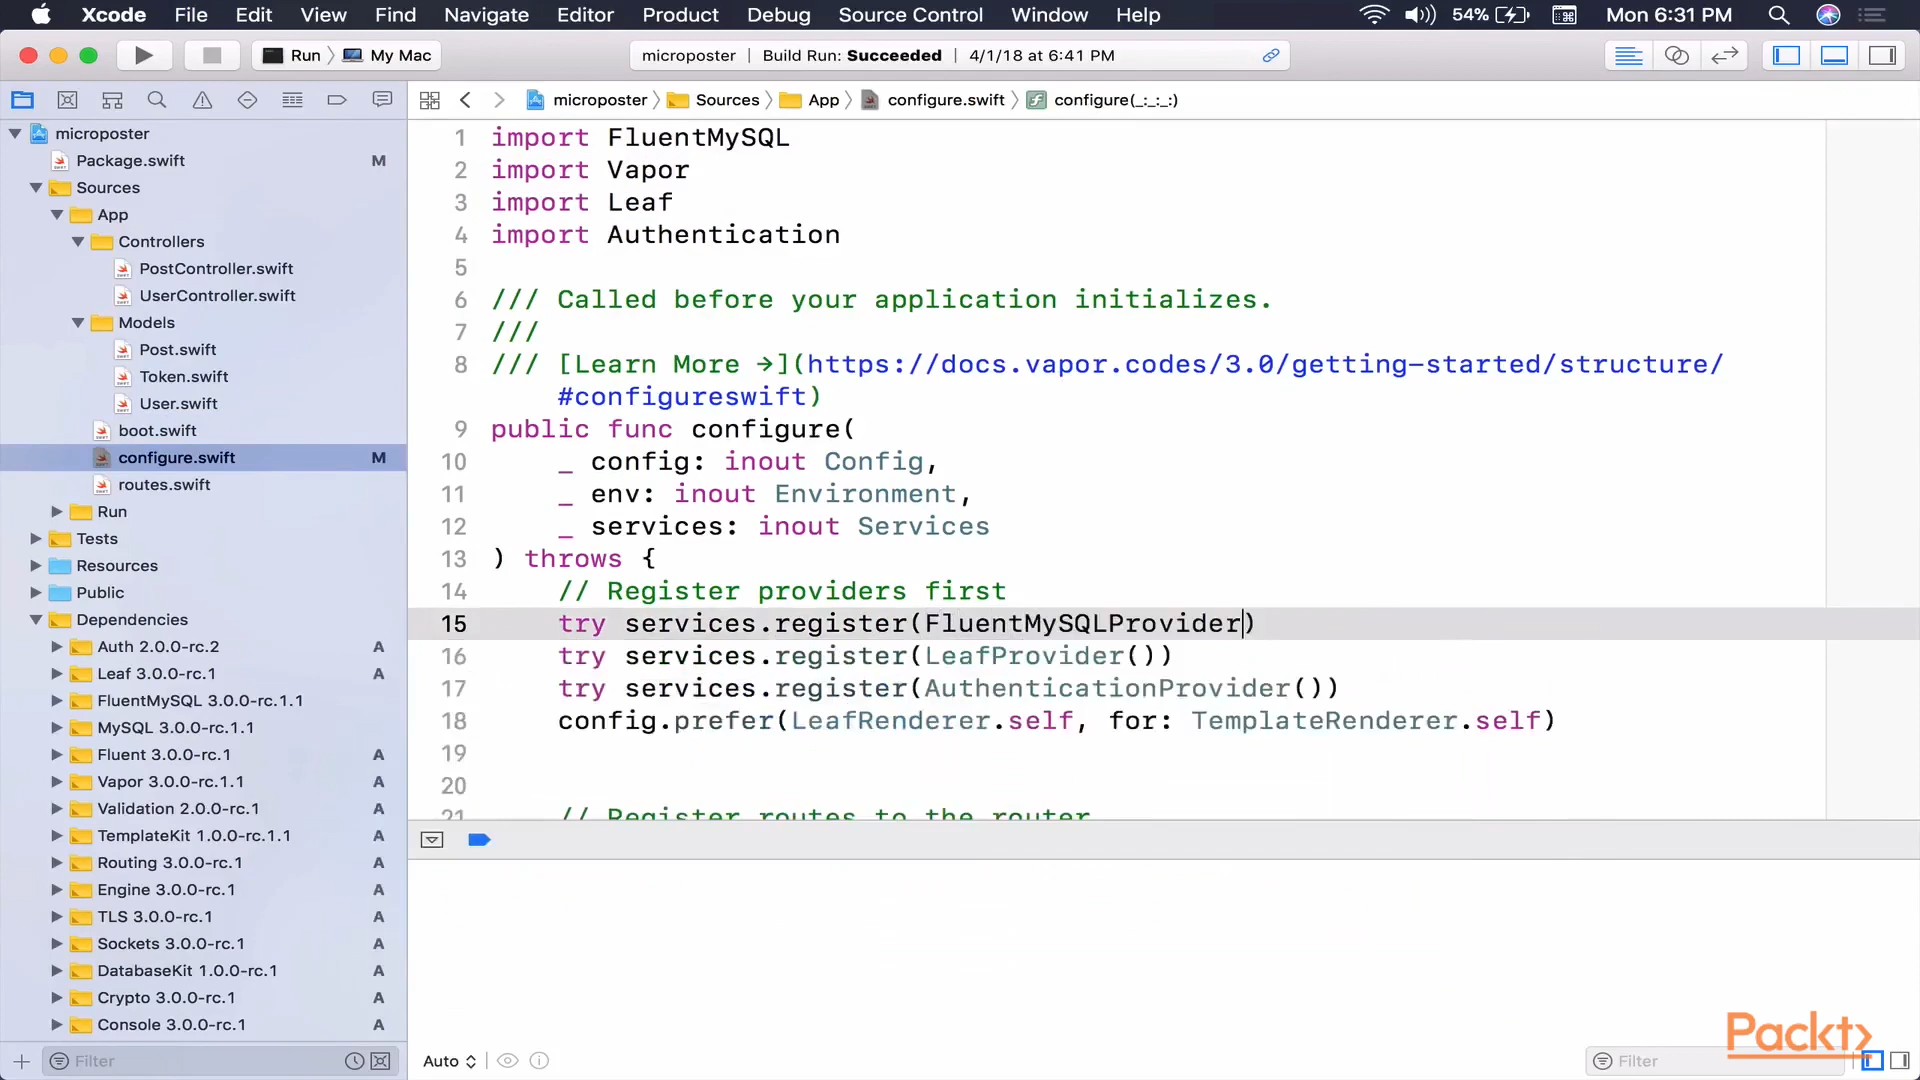 Xcode File Edit View Find Navigate Editor Product Debug Source Control Window Help 54% Mon 6:31 PM
Run My Mac microposter Build Run: Succeeded 4/1/18 at 6:41 PM
microposter Sources App configure.swift configure(_:_:_:)
microposter
Package.swift M
Sources
App
Controllers
PostController.swift
UserController.swift
Models
Post.swift
Token.swift
User.swift
boot.swift
configure.swift M
routes.swift
Run
Tests
Resources
Public
Dependencies
Auth 2.0.0-rc.2 A
Leaf 3.0.0-rc.1 A
FluentMySQL 3.0.0-rc.1.1
MySQL 3.0.0-rc.1.1
Fluent 3.0.0-rc.1 A
Vapor 3.0.0-rc.1.1 A
Validation 2.0.0-rc.1 A
TemplateKit 1.0.0-rc.1.1 A
Routing 3.0.0-rc.1 A
Engine 3.0.0-rc.1 A
TLS 3.0.0-rc.1 A
Sockets 3.0.0-rc.1 A
DatabaseKit 1.0.0-rc.1 A
Crypto 3.0.0-rc.1 A
Console 3.0.0-rc.1 A
Filter
1 import FluentMySQL
2 import Vapor
3 import Leaf
4 import Authentication
5
6 /// Called before your application initializes.
7 ///
8 /// [Learn More →](https://docs.vapor.codes/3.0/getting-started/structure/
#configureswift)
9 public func configure(
10 _ config: inout Config,
11 _ env: inout Environment,
12 _ services: inout Services
13 ) throws {
14 // Register providers first
15 try services.register(FluentMySQLProvider)
16 try services.register(LeafProvider())
17 try services.register(AuthenticationProvider())
18 config.prefer(LeafRenderer.self, for: TemplateRenderer.self)
19
20
21 // Register routes to the router
Auto Filter
Packt